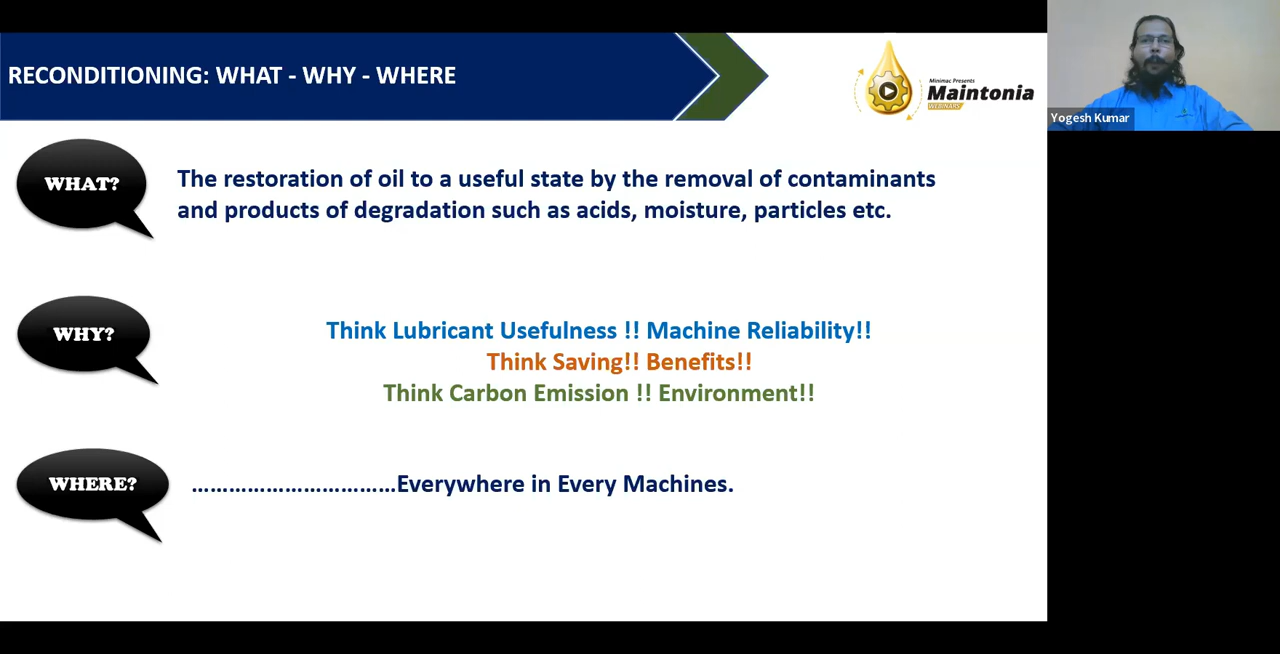 RECONDITIONING: WHAT - WHY - WHERE
Minimac Presents
Maintonia
WEBINARS
Yogesh Kumar
WHAT?
The restoration of oil to a useful state by the removal of contaminants
and products of degradation such as acids, moisture, particles etc.
WHY?
Think Lubricant Usefulness !! Machine Reliability!!
Think Saving!! Benefits!!
Think Carbon Emission !! Environment!!
WHERE?
……………………………Everywhere in Every Machines.